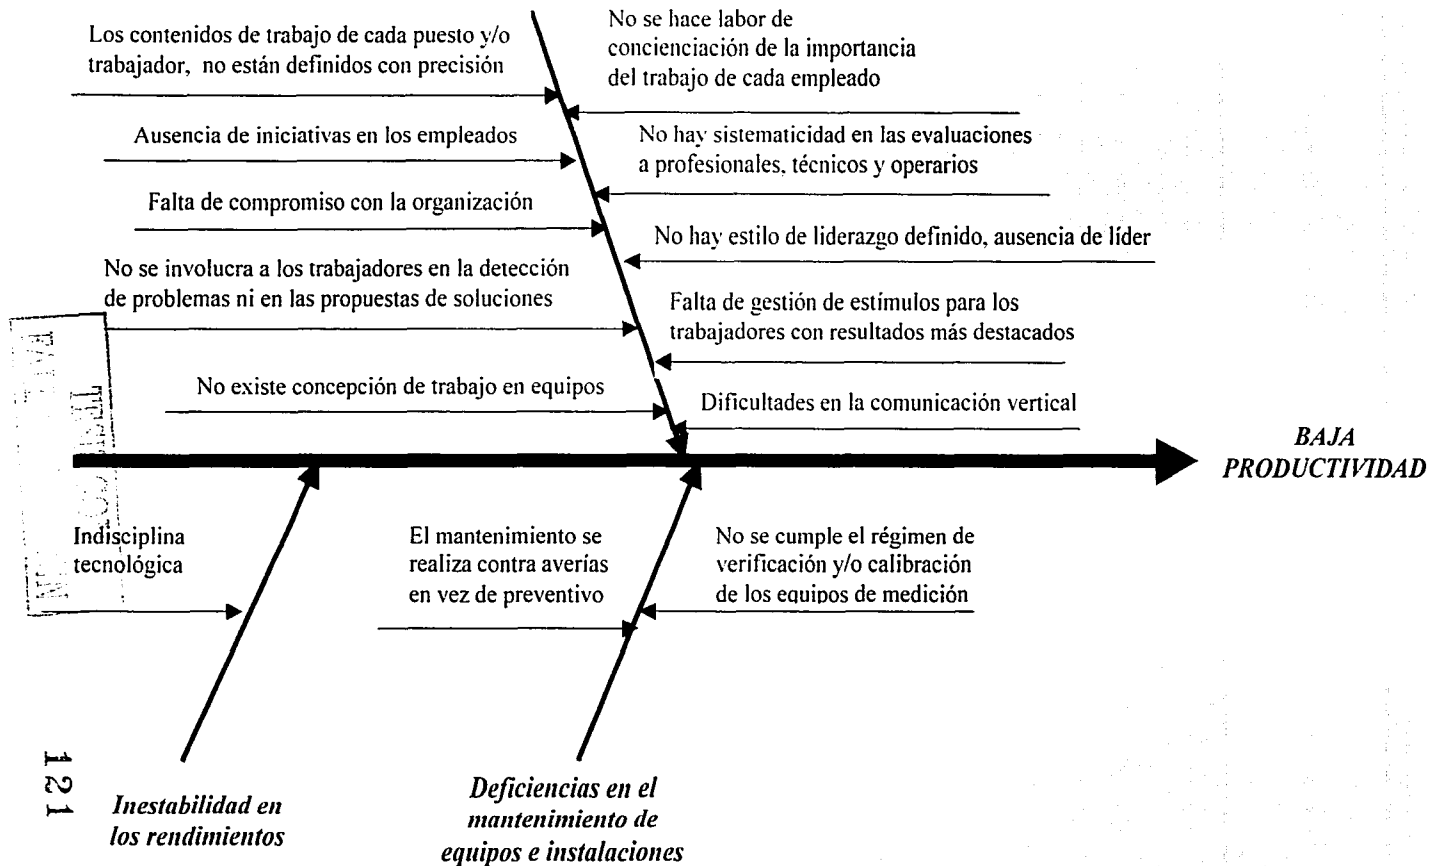 Los contenidos de trabajo de cada puesto y/o
trabajador, no están definidos con precisión
Ausencia de iniciativas en los empleados
Falta de compromiso con la organización
No se involucra a los trabajadores en la detección
de problemas ni en las propuestas de soluciones
No existe concepción de trabajo en equipos
No se hace labor de
concienciación de la importancia
del trabajo de cada empleado
No hay sistematicidad en las evaluaciones
a profesionales, técnicos y operarios
No hay estilo de liderazgo definido, ausencia de líder
Falta de gestión de estímulos para los
trabajadores con resultados más destacados
Dificultades en la comunicación vertical
BAJA
PRODUCTIVIDAD
Indisciplina
tecnológica
El mantenimiento se
realiza contra averías
en vez de preventivo
No se cumple el régimen de
verificación y/o calibración
de los equipos de medición
Inestabilidad en
los rendimientos
Deficiencias en el
mantenimiento de
equipos e instalaciones
121